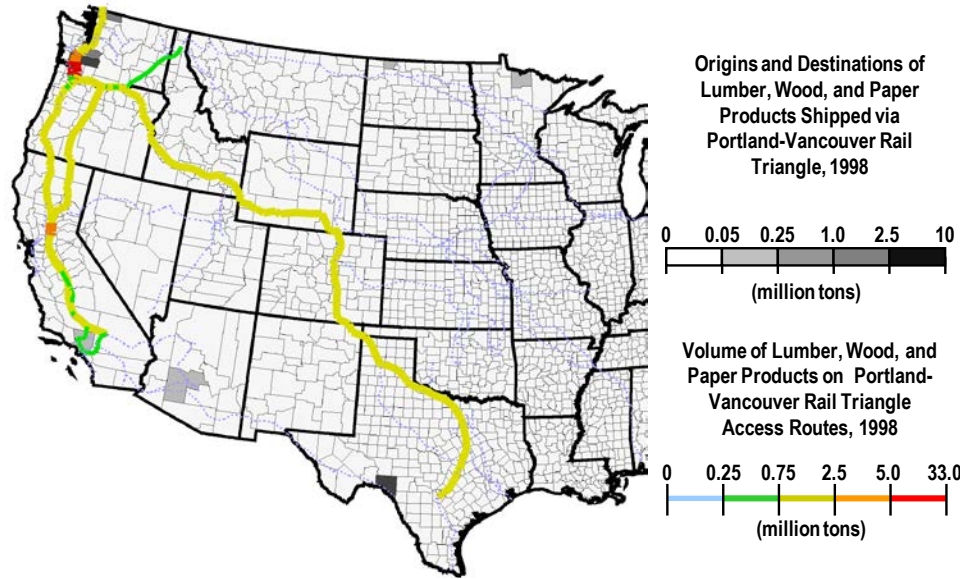 Origins and Destinations of
Lumber, Wood, and Paper
Products Shipped via
Portland-Vancouver Rail
Triangle, 1998
0 0.05 0.25 1.0 2.5 10
(million tons)
Volume of Lumber, Wood, and
Paper Products on Portland-
Vancouver Rail Triangle
Access Routes, 1998
0 0.25 0.75 2.5 5.0 33.0
(million tons)